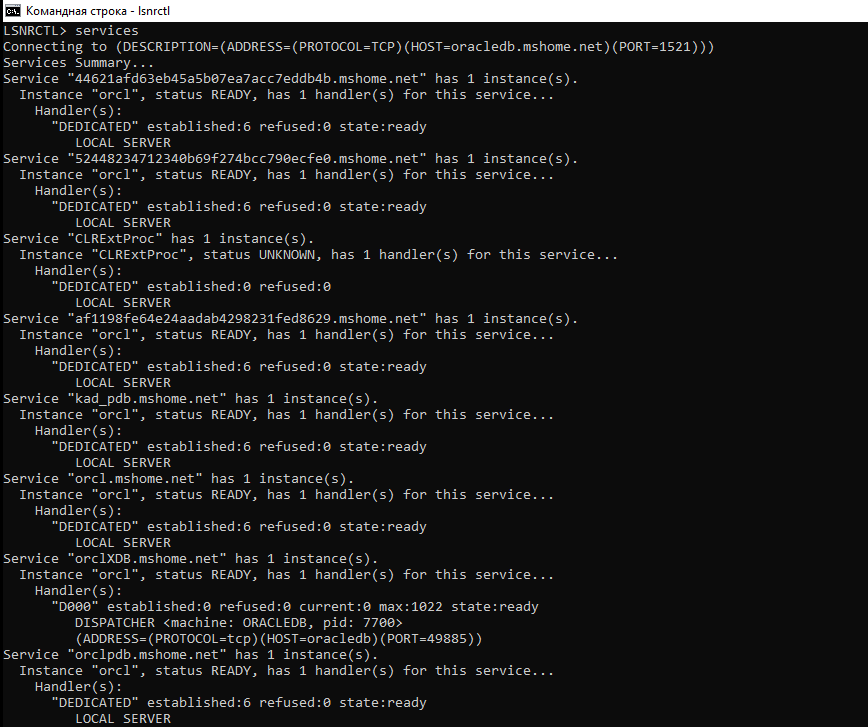 Командная строка - lsnrctl
LSNRCTL> services
Connecting to (DESCRIPTION=(ADDRESS=(PROTOCOL=TCP)(HOST=oracledb.mshome.net)(PORT=1521)))
Services Summary...
Service "44621afd63eb45a5b07ea7acc7eddb4b.mshome.net" has 1 instance(s).
  Instance "orcl", status READY, has 1 handler(s) for this service...
    Handler(s):
      "DEDICATED" established:6 refused:0 state:ready
         LOCAL SERVER
Service "52448234712340b69f274bcc790ecfe0.mshome.net" has 1 instance(s).
  Instance "orcl", status READY, has 1 handler(s) for this service...
    Handler(s):
      "DEDICATED" established:6 refused:0 state:ready
         LOCAL SERVER
Service "CLRExtProc" has 1 instance(s).
  Instance "CLRExtProc", status UNKNOWN, has 1 handler(s) for this service...
    Handler(s):
      "DEDICATED" established:0 refused:0
         LOCAL SERVER
Service "af1198fe64e24aadab4298231fed8629.mshome.net" has 1 instance(s).
  Instance "orcl", status READY, has 1 handler(s) for this service...
    Handler(s):
      "DEDICATED" established:6 refused:0 state:ready
         LOCAL SERVER
Service "kad_pdb.mshome.net" has 1 instance(s).
  Instance "orcl", status READY, has 1 handler(s) for this service...
    Handler(s):
      "DEDICATED" established:6 refused:0 state:ready
         LOCAL SERVER
Service "orcl.mshome.net" has 1 instance(s).
  Instance "orcl", status READY, has 1 handler(s) for this service...
    Handler(s):
      "DEDICATED" established:6 refused:0 state:ready
         LOCAL SERVER
Service "orclXDB.mshome.net" has 1 instance(s).
  Instance "orcl", status READY, has 1 handler(s) for this service...
    Handler(s):
      "D000" established:0 refused:0 current:0 max:1022 state:ready
         DISPATCHER <machine: ORACLEDB, pid: 7700>
         (ADDRESS=(PROTOCOL=tcp)(HOST=oracledb)(PORT=49885))
Service "orclpdb.mshome.net" has 1 instance(s).
  Instance "orcl", status READY, has 1 handler(s) for this service...
    Handler(s):
      "DEDICATED" established:6 refused:0 state:ready
         LOCAL SERVER